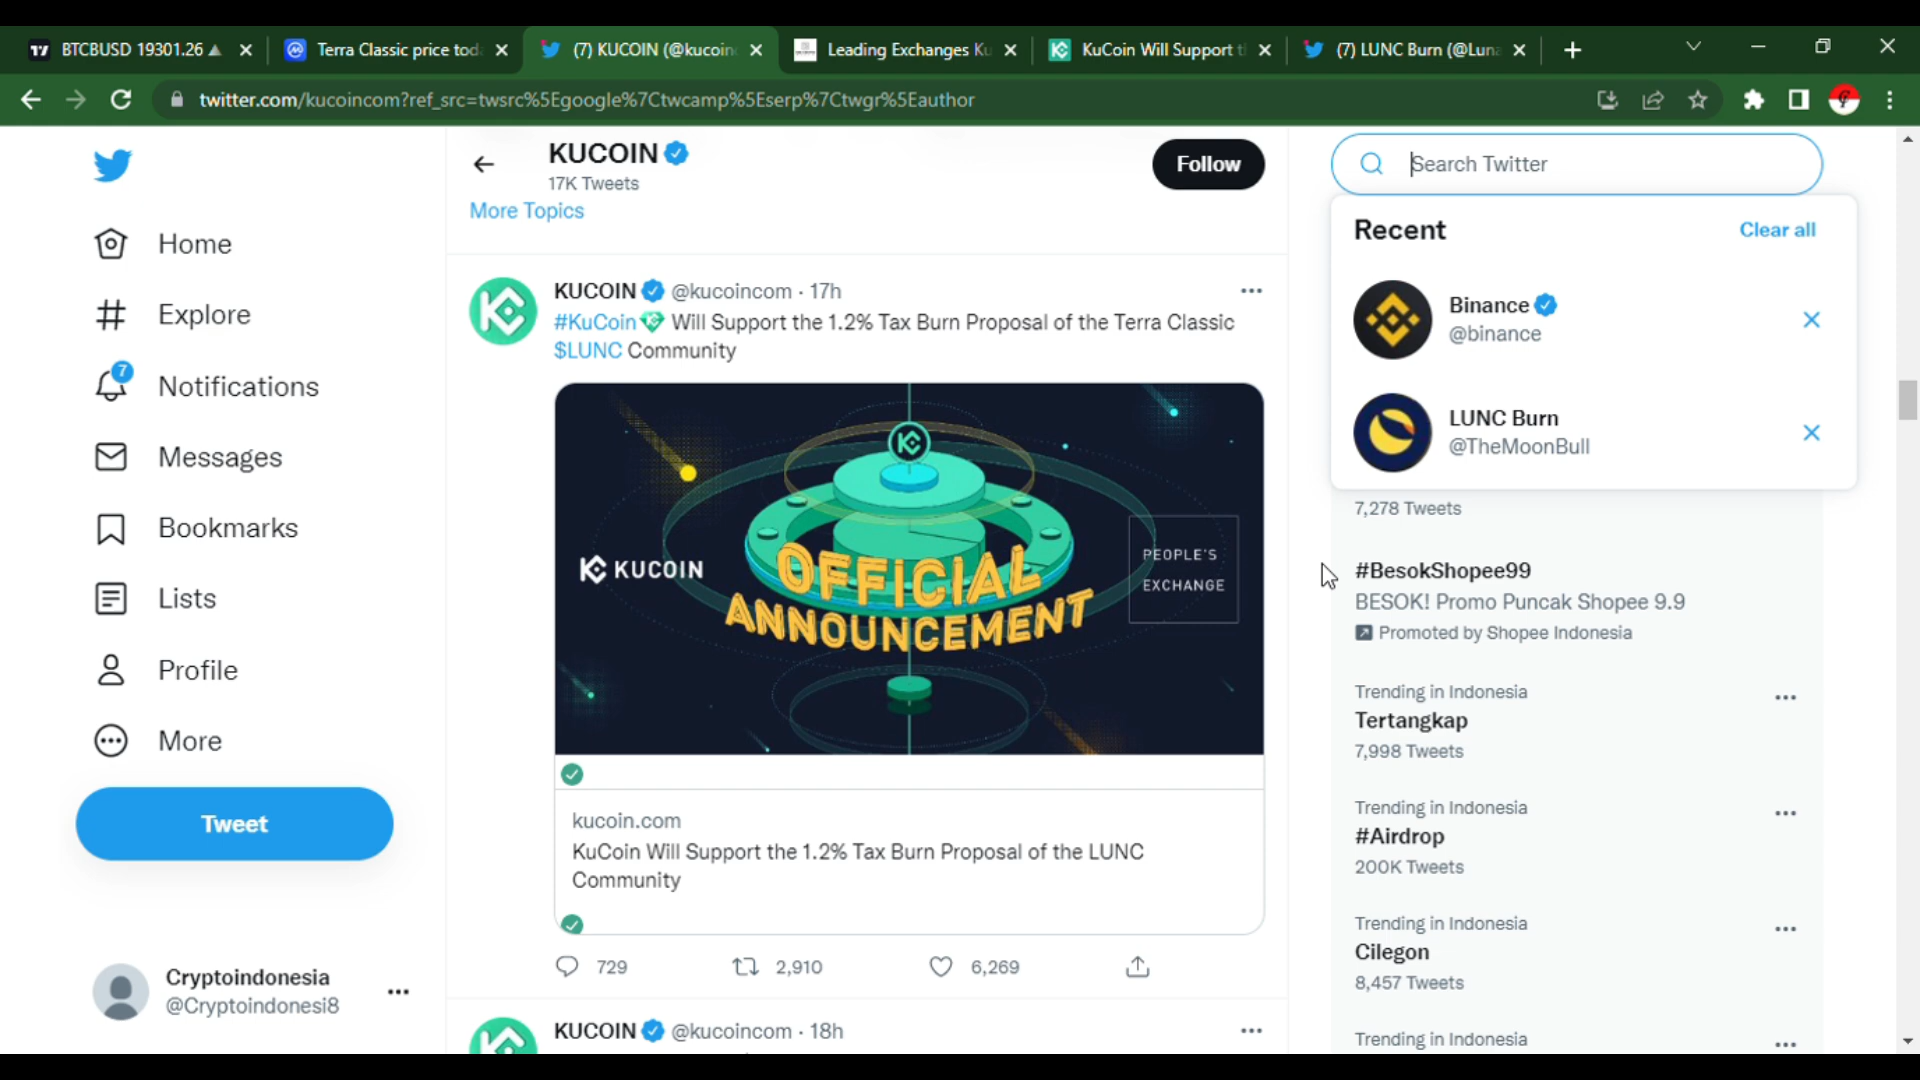 BTCBUSD 19301.26
Terra Classic price tod
(7) KUCOIN (@kucoin
Leading Exchanges Ku
KuCoin Will Support t
(7) LUNC Burn (@Luna
twitter.com/kucoincom?ref_src=twsrc%5Egoogle%7Ctwcamp%5Eserp%7Ctwgr%5Eauthor
Home
Explore
7
Notifications
Messages
Bookmarks
Lists
Profile
More
Tweet
Cryptoindonesia
@Cryptoindonesi8
KUCOIN
17K Tweets
Follow
More Topics
KUCOIN @kucoincom · 17h
#KuCoin Will Support the 1.2% Tax Burn Proposal of the Terra Classic
$LUNC Community
KUCOIN
OFFICIAL
ANNOUNCEMENT
PEOPLE'S
EXCHANGE
kucoin.com
KuCoin Will Support the 1.2% Tax Burn Proposal of the LUNC
Community
729
2,910
6,269
KUCOIN @kucoincom · 18h
Search Twitter
Recent
Clear all
Binance
@binance
LUNC Burn
@TheMoonBull
7,278 Tweets
#BesokShopee99
BESOK! Promo Puncak Shopee 9.9
Promoted by Shopee Indonesia
Trending in Indonesia
Tertangkap
7,998 Tweets
Trending in Indonesia
#Airdrop
200K Tweets
Trending in Indonesia
Cilegon
8,457 Tweets
Trending in Indonesia